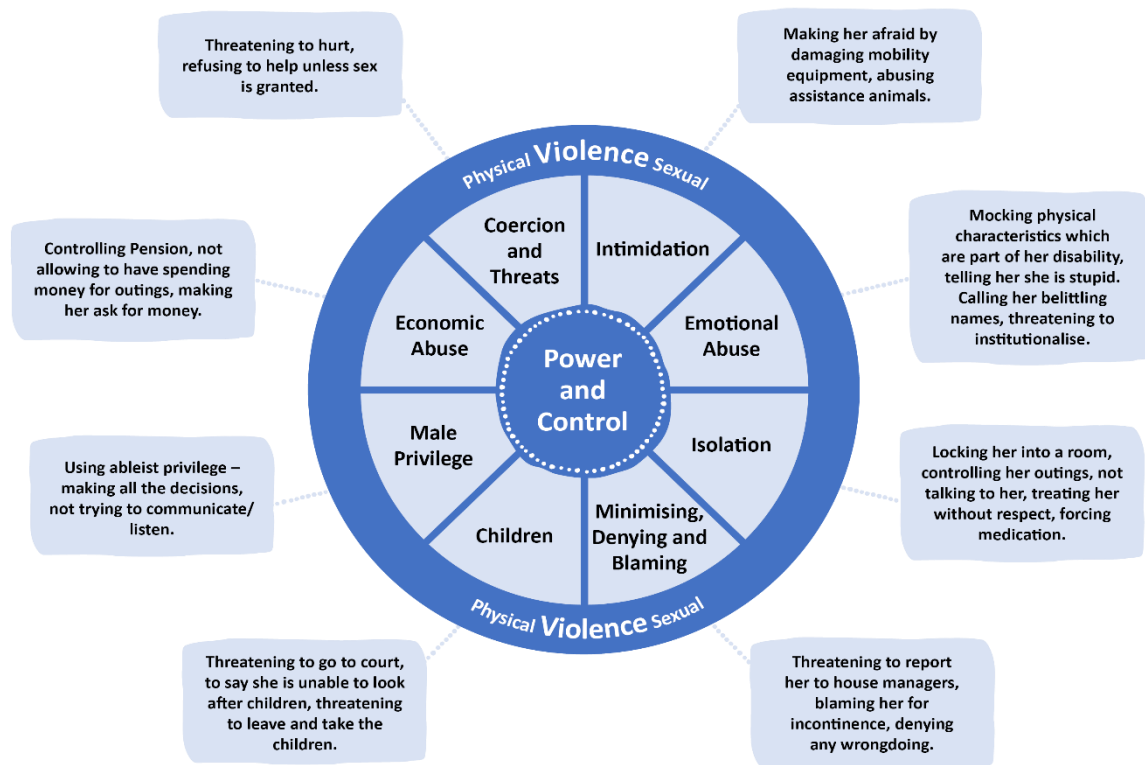 Threatening to hurt,
refusing to help unless sex
is granted.
Making her afraid by
damaging mobility
equipment, abusing
assistance animals.
Physical Violence Sexual
Coercion
and
Threats
Intimidation
Controlling Pension, not
allowing to have spending
money for outings, making
her ask for money.
Mocking physical
characteristics which
are part of her disability,
telling her she is stupid.
Calling her belittling
names, threatening to
institutionalise.
Economic
Abuse
Emotional
Abuse
Power
and
Control
Male
Privilege
Isolation
Using ableist privilege –
making all the decisions,
not trying to communicate/
listen.
Locking her into a room,
controlling her outings, not
talking to her, treating her
without respect, forcing
medication.
Children
Minimising,
Denying and
Blaming
Physical Violence Sexual
Threatening to go to court,
to say she is unable to look
after children, threatening
to leave and take the
children.
Threatening to report
her to house managers,
blaming her for
incontinence, denying
any wrongdoing.